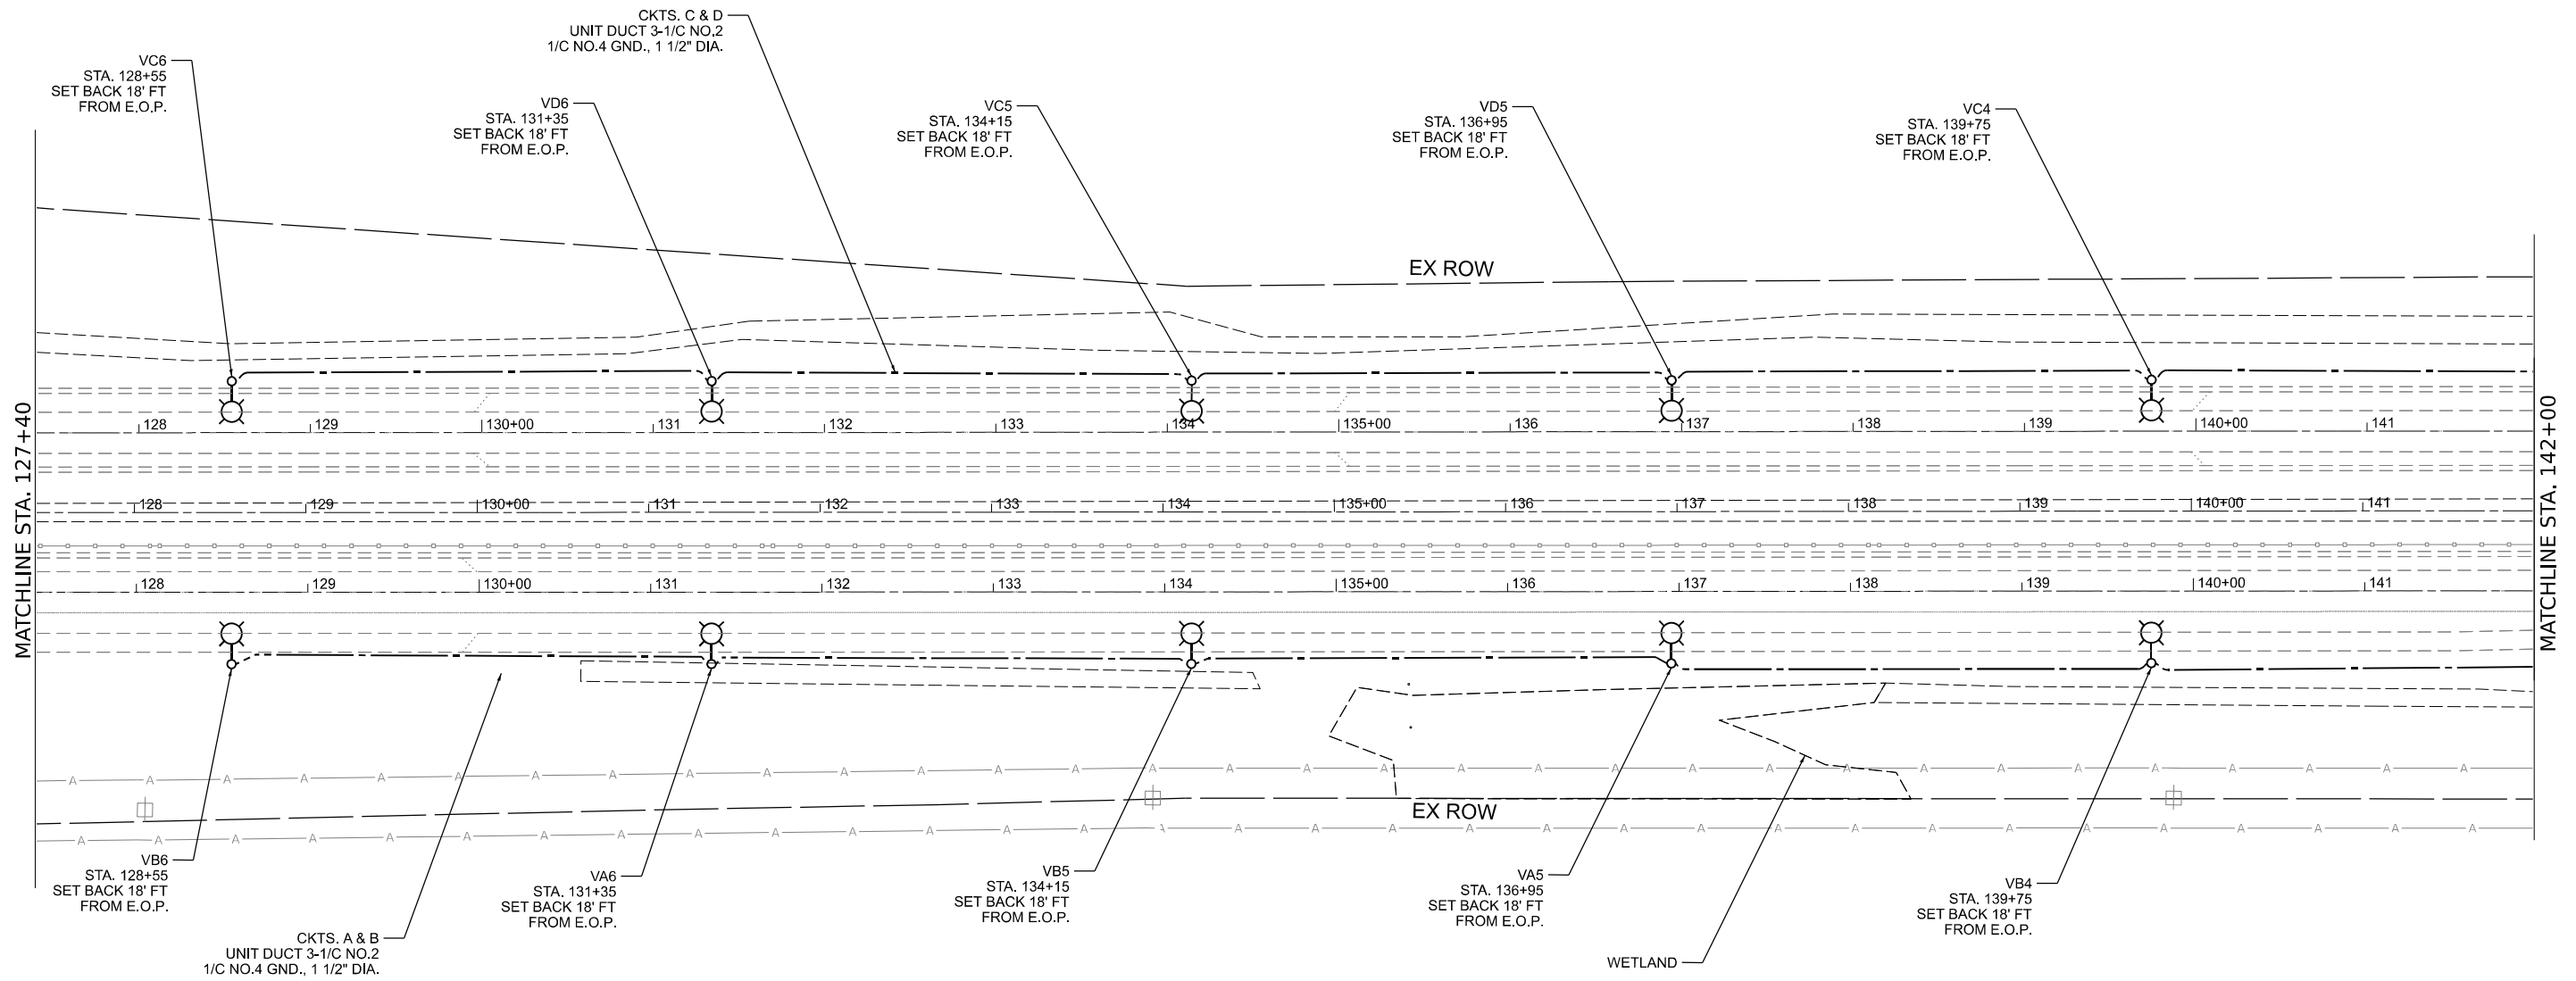 CKTS. C & D
UNIT DUCT 3-1/C NO.2
1/C NO.4 GND., 1 1/2" DIA.
VC6
STA. 128+55
SET BACK 18' FT
FROM E.O.P.
VD6
STA. 131+35
SET BACK 18' FT
FROM E.O.P.
VC5
STA. 134+15
SET BACK 18' FT
FROM E.O.P.
VD5
STA. 136+95
SET BACK 18' FT
FROM E.O.P.
VC4
STA. 139+75
SET BACK 18' FT
FROM E.O.P.
EX ROW
MATCHLINE STA. 127+40
MATCHLINE STA. 142+00
128 129 130+00 131 132 133 134 135+00 136 137 138 139 140+00 141
128 129 130+00 131 132 133 134 135+00 136 137 138 139 140+00 141
128 129 130+00 131 132 133 134 135+00 136 137 138 139 140+00 141
A A A A A A A A A A A A A A A A A A A A A A A A A A A A A A A A
EX ROW
A A A A A A A A A A A A A A A A A A A A A A A A A A A A A A A A
VB6
STA. 128+55
SET BACK 18' FT
FROM E.O.P.
VA6
STA. 131+35
SET BACK 18' FT
FROM E.O.P.
VB5
STA. 134+15
SET BACK 18' FT
FROM E.O.P.
VA5
STA. 136+95
SET BACK 18' FT
FROM E.O.P.
VB4
STA. 139+75
SET BACK 18' FT
FROM E.O.P.
CKTS. A & B
UNIT DUCT 3-1/C NO.2
1/C NO.4 GND., 1 1/2" DIA.
WETLAND